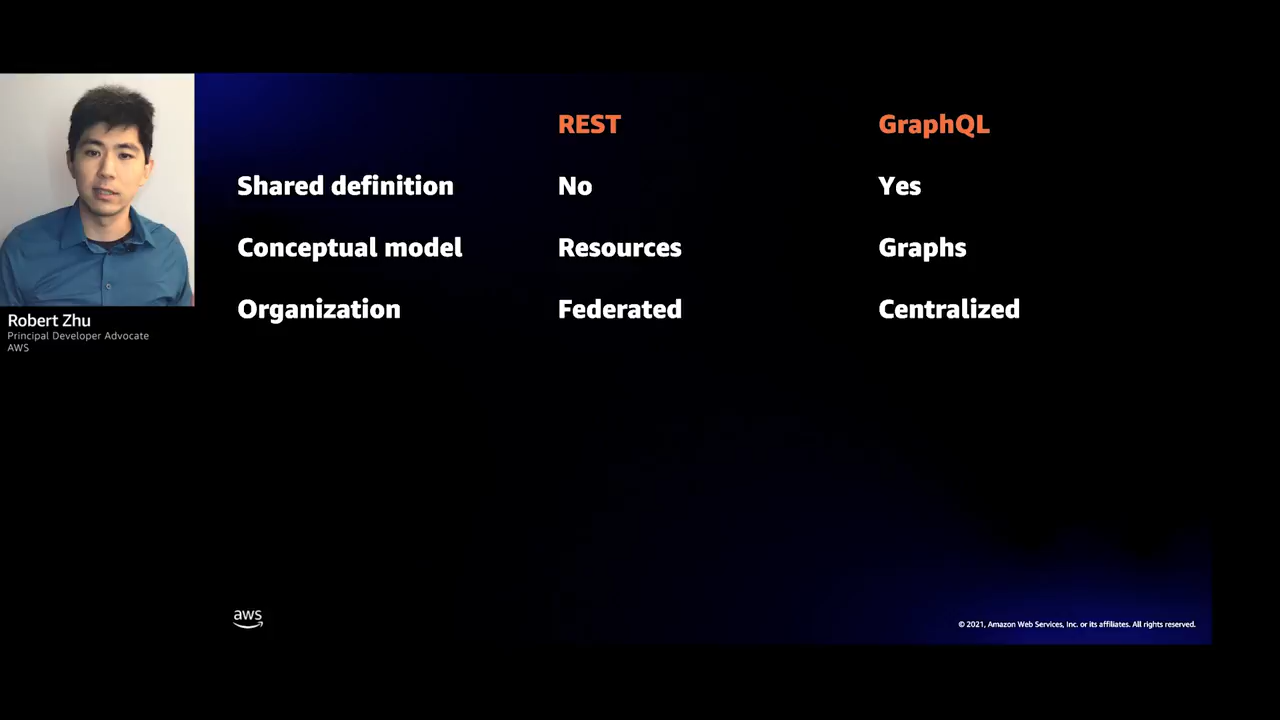 REST GraphQL
Shared definition No Yes
Conceptual model Resources Graphs
Organization Federated Centralized
Robert Zhu
Principal Developer Advocate
AWS
aws
© 2021, Amazon Web Services, Inc. or its affiliates. All rights reserved.